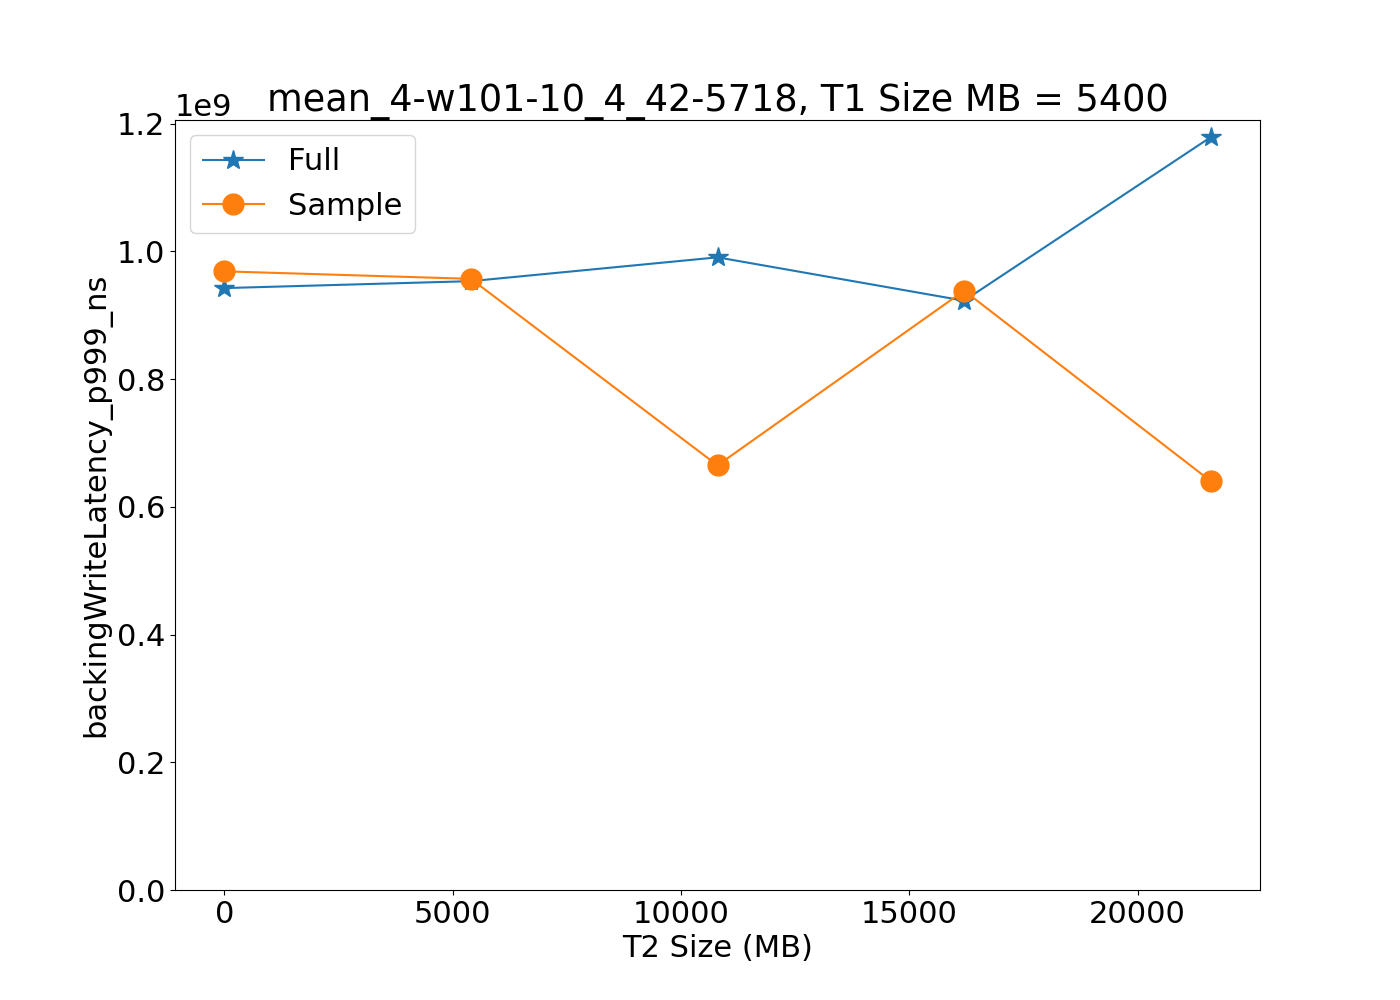 mean_4-w101-10_4_42-5718, T1 Size MB = 5400
1e9
1.2
1.0
0.8
0.6
0.4
0.2
0.0
backingWriteLatency_p999_ns
Full
Sample
0
5000
10000
15000
20000
T2 Size (MB)